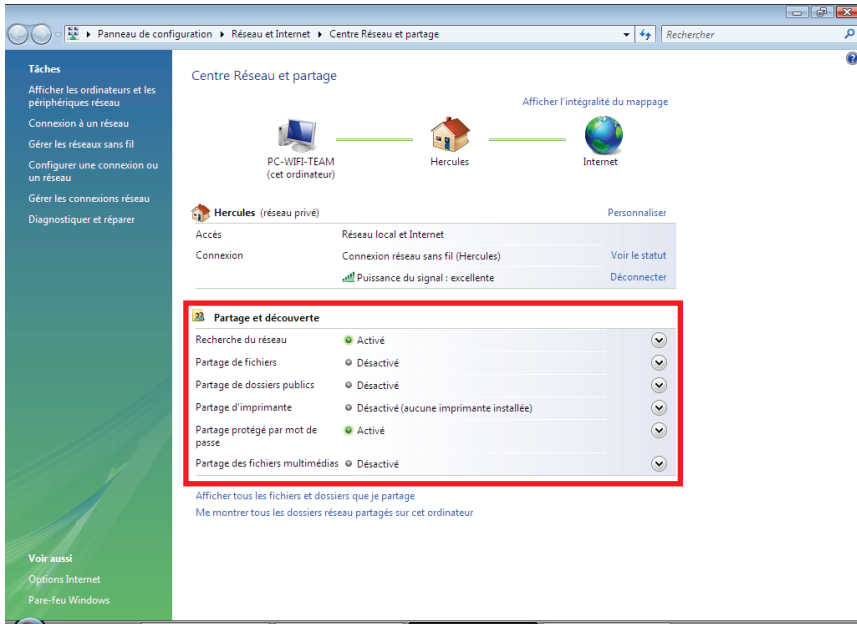 Panneau de configuration ▸ Réseau et Internet ▸ Centre Réseau et partage
Rechercher
Tâches
Afficher les ordinateurs et les
périphériques réseau
Connexion à un réseau
Gérer les réseaux sans fil
Configurer une connexion ou
un réseau
Gérer les connexions réseau
Diagnostiquer et réparer
Voir aussi
Options Internet
Pare-feu Windows
Centre Réseau et partage
Afficher l'intégralité du mappage
PC-WIFI-TEAM
(cet ordinateur)
Hercules
Internet
Hercules (réseau privé) Personnaliser
Accès Réseau local et Internet
Connexion Connexion réseau sans fil (Hercules) Voir le statut
Puissance du signal : excellente Déconnecter
Partage et découverte
Recherche du réseau Activé
Partage de fichiers Désactivé
Partage de dossiers publics Désactivé
Partage d'imprimante Désactivé (aucune imprimante installée)
Partage protégé par mot de Activé
passe
Partage des fichiers multimédias Désactivé
Afficher tous les fichiers et dossiers que je partage
Me montrer tous les dossiers réseau partagés sur cet ordinateur